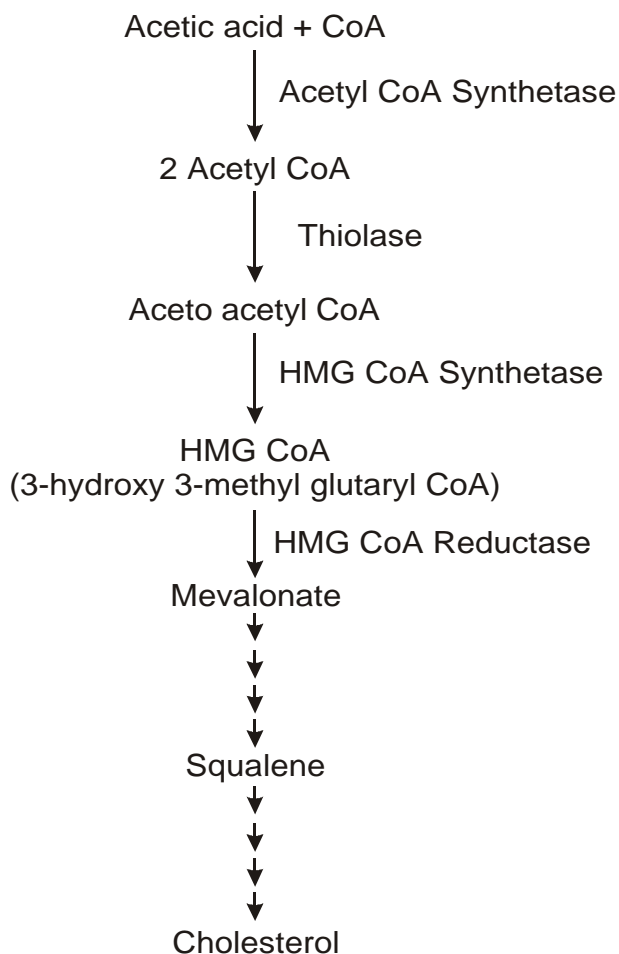 Acetic acid + CoA
Acetyl CoA Synthetase
2 Acetyl CoA
Thiolase
Aceto acetyl CoA
HMG CoA Synthetase
HMG CoA
(3-hydroxy 3-methyl glutaryl CoA)
HMG CoA Reductase
Mevalonate
Squalene
Cholesterol